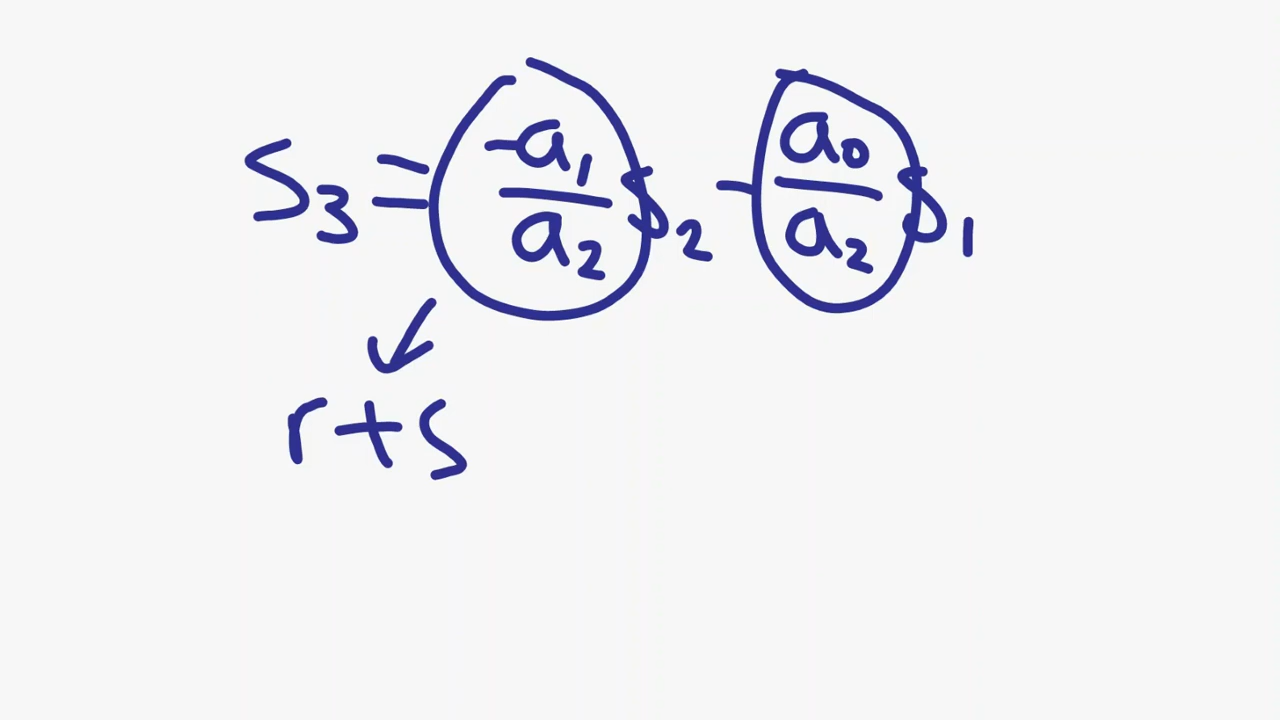 S₃ = -a₁/a₂ S₂ - a₀/a₂ S₁
r+s